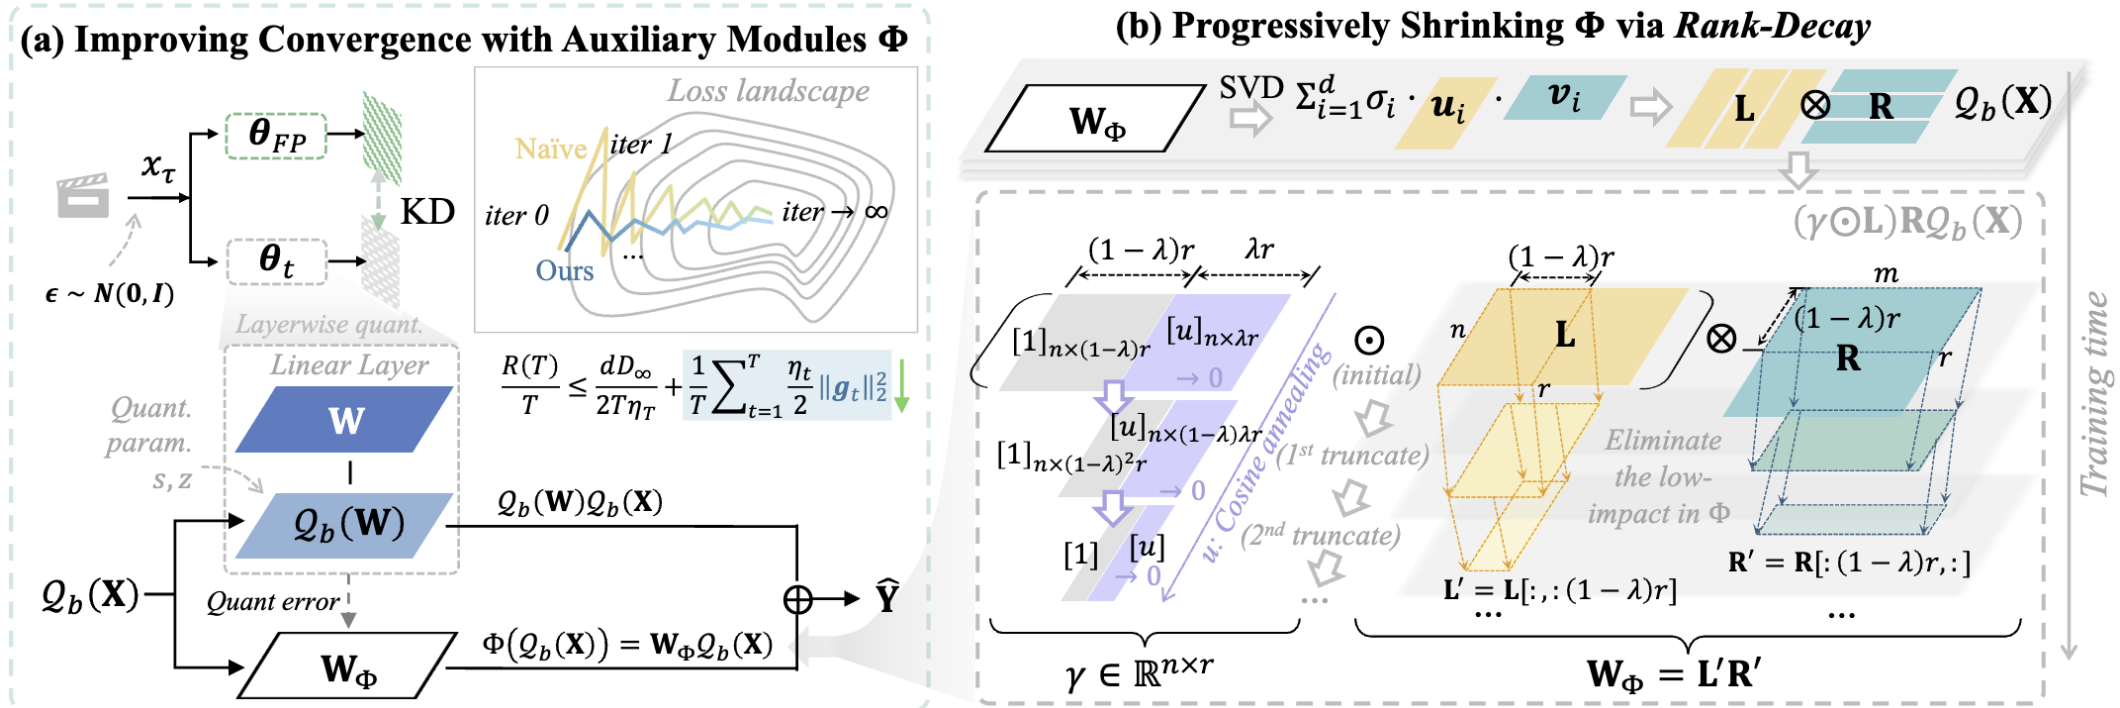 (a) Improving Convergence with Auxiliary Modules Φ
θ_FP
x_τ
KD
θ_t
ϵ ~ N(0, I)
Loss landscape
Naïve
iter 1
iter 0
iter → ∞
...
Ours
Layerwise quant.
Linear Layer
R(T)/T ≤ dD_∞/2Tη_T + 1/T ∑_{t=1}^{T} η_t/2 ‖g_t‖_2^2
Quant. param.
s, z
W
Q_b(W)
Q_b(W)Q_b(X)
Q_b(X)
Quant error
Ŷ
W_Φ
Φ(Q_b(X)) = W_ΦQ_b(X)
(b) Progressively Shrinking Φ via Rank-Decay
W_Φ
SVD
Σ_{i=1}^{d} σ_i · u_i · v_i
L ⊗ R Q_b(X)
(γ⊙L)RQ_b(X)
(1 − λ)r
λr
[1]_{n×(1−λ)r}
[u]_{n×λr}
→ 0
[1]_{n×(1−λ)^2r}
[u]_{n×(1−λ)λr}
→ 0
[1]
[u]
→ 0
u: Cosine annealing
⊙
(initial)
(1st truncate)
(2nd truncate)
...
(1 − λ)r
n
L
r
⊗
m
(1 − λ)r
R
r
Eliminate
the low-
impact in Φ
L′ = L[:,:(1 − λ)r]
...
R′ = R[:(1 − λ)r,:]
...
γ ∈ ℝ^{n×r}
W_Φ = L′R′
Training time